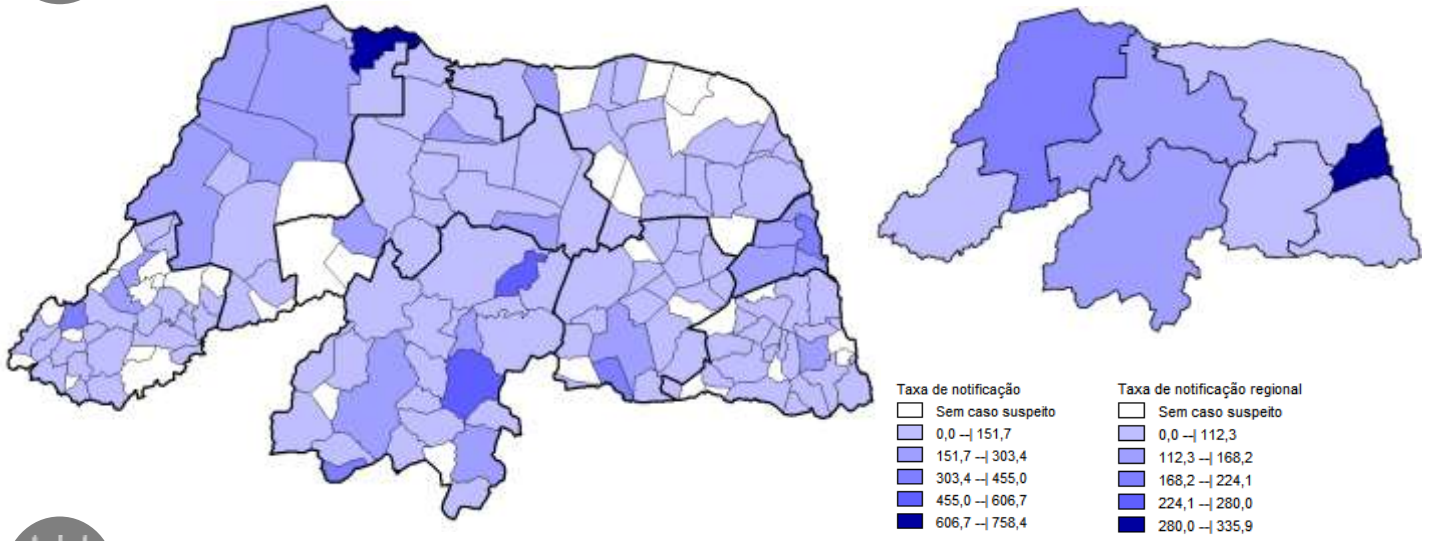 Taxa de notificação
Sem caso suspeito
0,0 --| 151,7
151,7 --| 303,4
303,4 --| 455,0
455,0 --| 606,7
606,7 --| 758,4
Taxa de notificação regional
Sem caso suspeito
0,0 --| 112,3
112,3 --| 168,2
168,2 --| 224,1
224,1 --| 280,0
280,0 --| 335,9